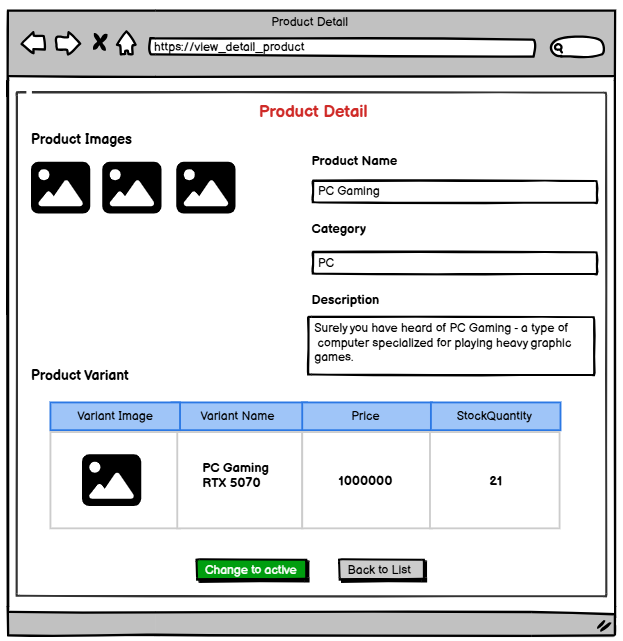 Product Detail
https://view_detail_product
Product Detail
Product Images
Product Name
PC Gaming
Category
PC
Description
Surely you have heard of PC Gaming - a type of
computer specialized for playing heavy graphic
games.
Product Variant
Variant Image Variant Name Price StockQuantity
PC Gaming
RTX 5070
1000000
21
Change to active
Back to List